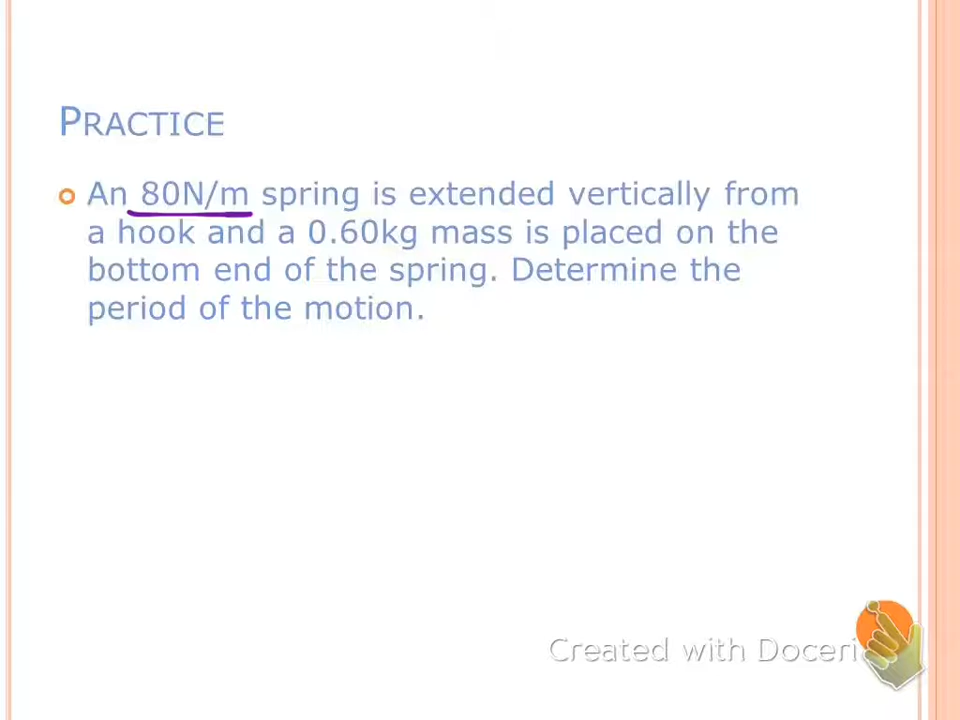 PRACTICE
An 80N/m spring is extended vertically from
a hook and a 0.60kg mass is placed on the
bottom end of the spring. Determine the
period of the motion.
Created with Doceri